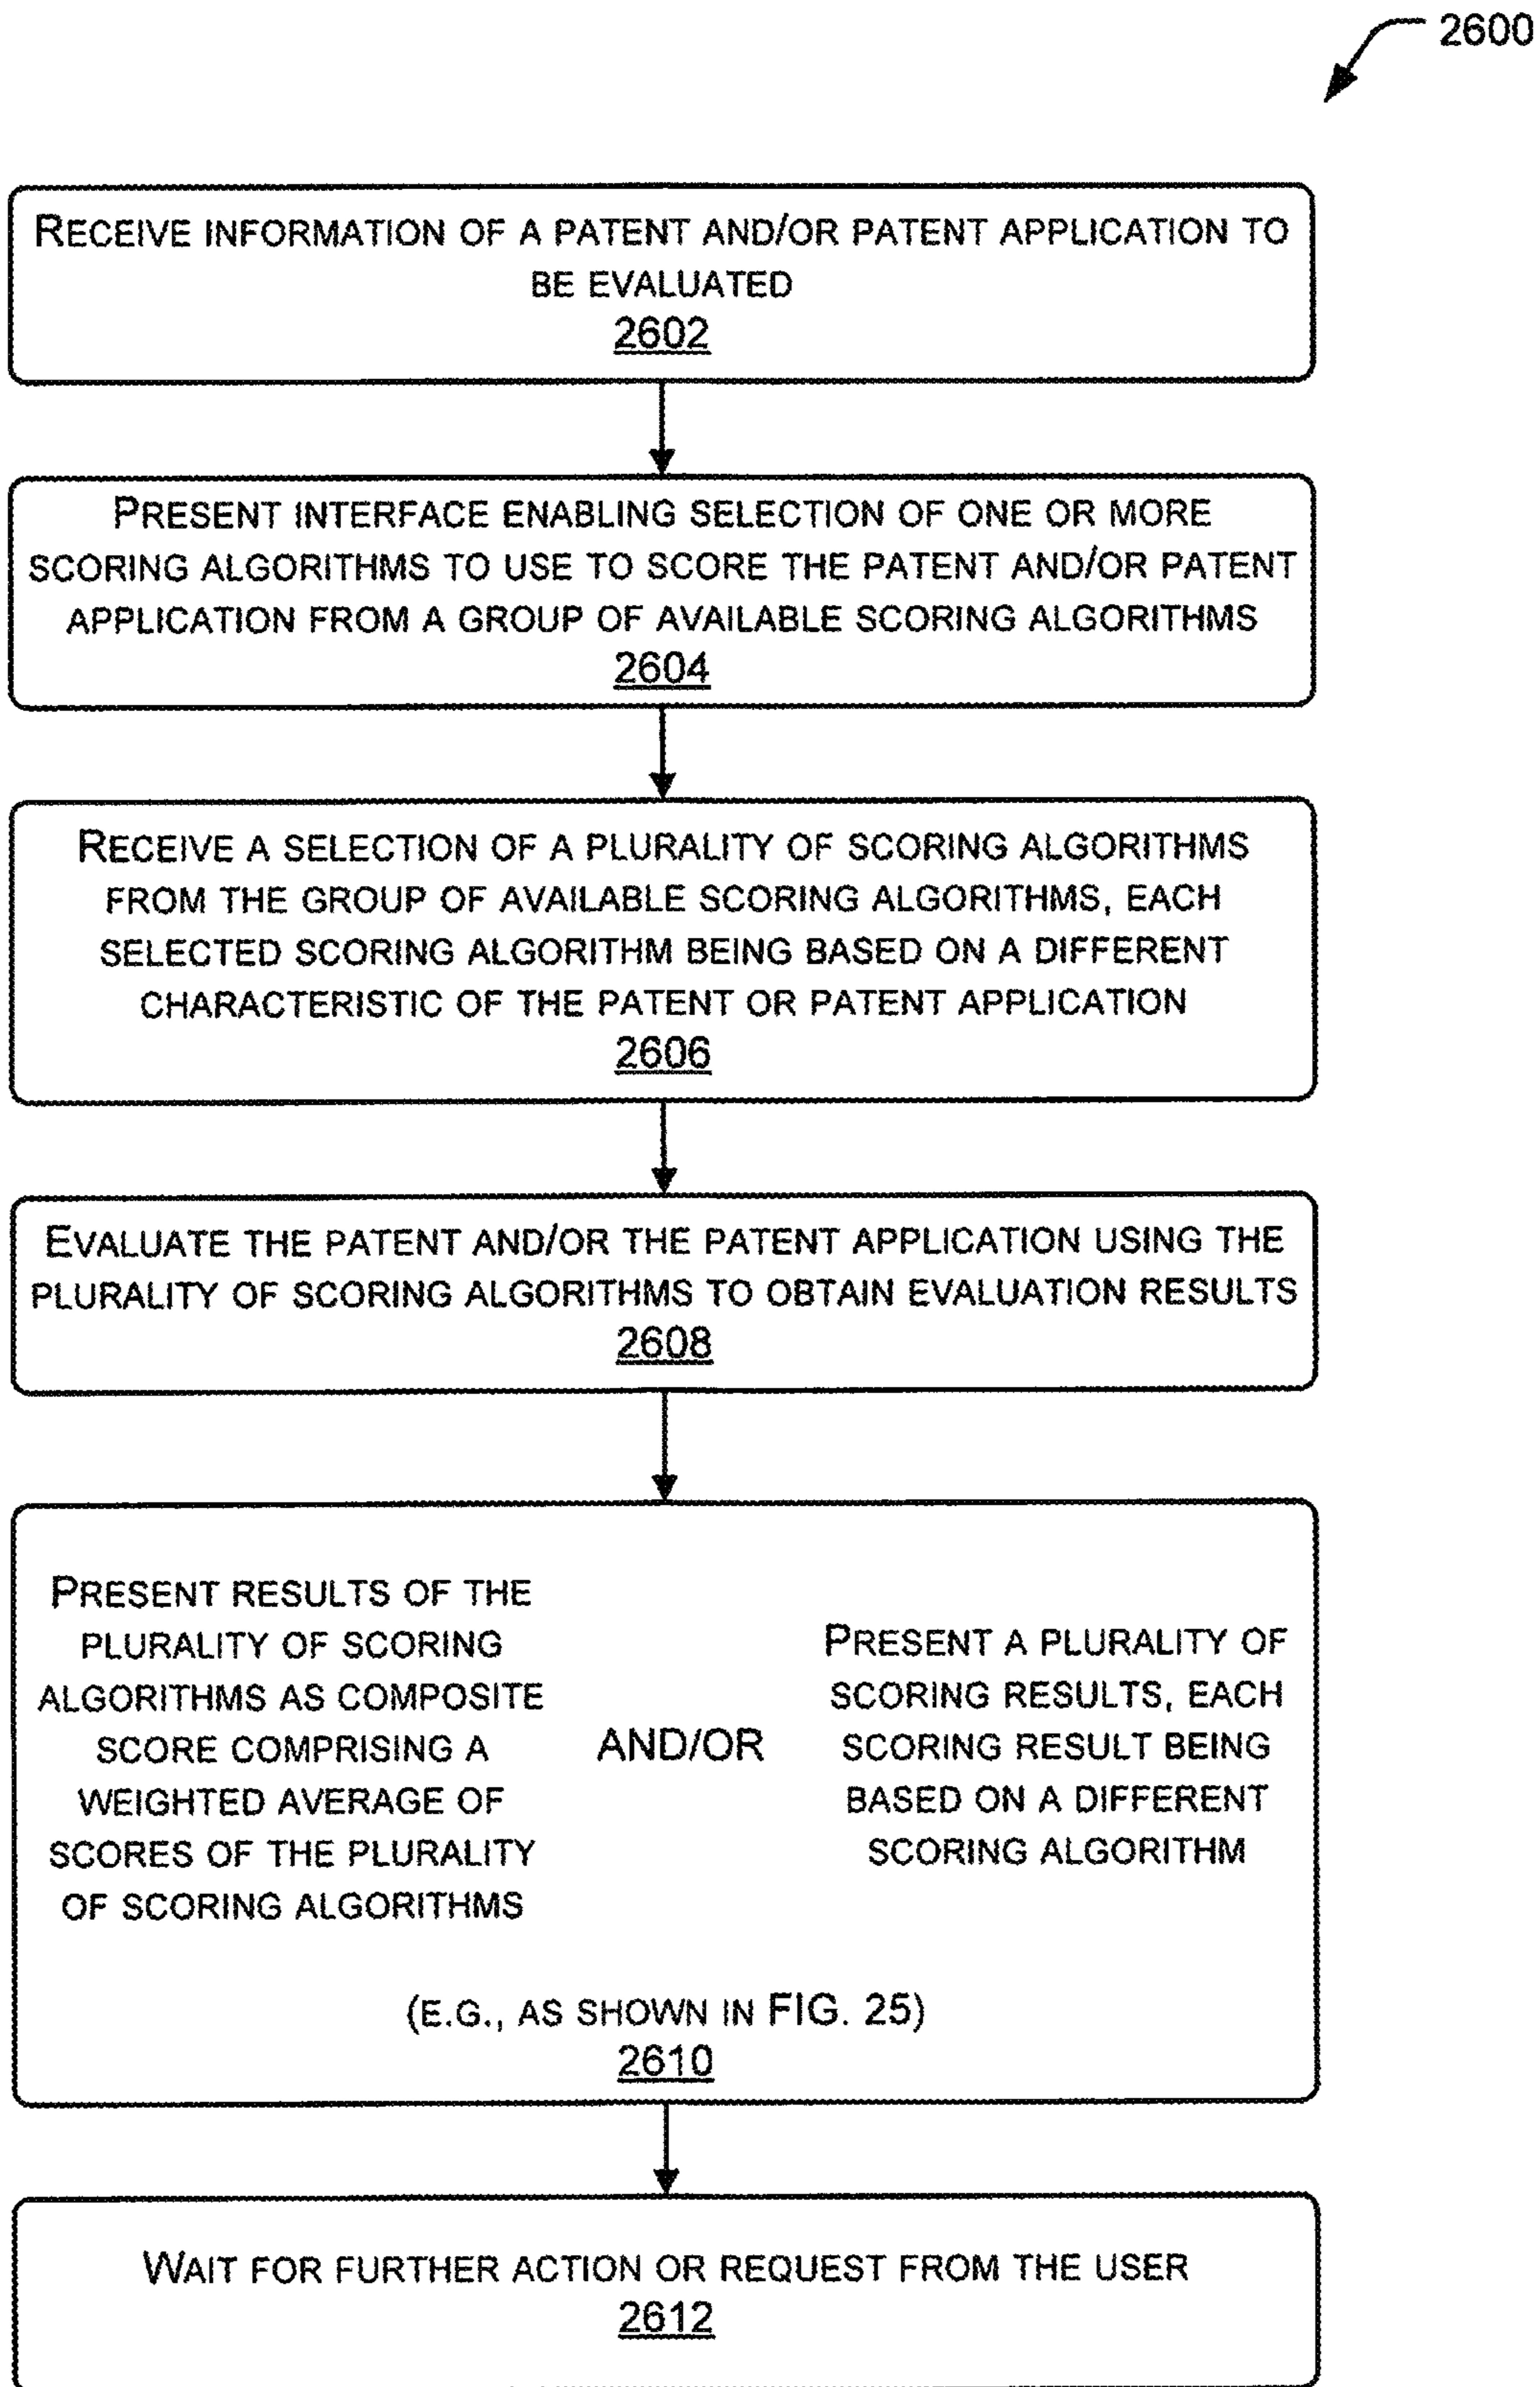 2600
RECEIVE INFORMATION OF A PATENT AND/OR PATENT APPLICATION TO
BE EVALUATED
2602
PRESENT INTERFACE ENABLING SELECTION OF ONE OR MORE
SCORING ALGORITHMS TO USE TO SCORE THE PATENT AND/OR PATENT
APPLICATION FROM A GROUP OF AVAILABLE SCORING ALGORITHMS
2604
RECEIVE A SELECTION OF A PLURALITY OF SCORING ALGORITHMS
FROM THE GROUP OF AVAILABLE SCORING ALGORITHMS, EACH
SELECTED SCORING ALGORITHM BEING BASED ON A DIFFERENT
CHARACTERISTIC OF THE PATENT OR PATENT APPLICATION
2606
EVALUATE THE PATENT AND/OR THE PATENT APPLICATION USING THE
PLURALITY OF SCORING ALGORITHMS TO OBTAIN EVALUATION RESULTS
2608
PRESENT RESULTS OF THE
PLURALITY OF SCORING
ALGORITHMS AS COMPOSITE
SCORE COMPRISING A
WEIGHTED AVERAGE OF
SCORES OF THE PLURALITY
OF SCORING ALGORITHMS
AND/OR
PRESENT A PLURALITY OF
SCORING RESULTS, EACH
SCORING RESULT BEING
BASED ON A DIFFERENT
SCORING ALGORITHM
(E.G., AS SHOWN IN FIG. 25)
2610
WAIT FOR FURTHER ACTION OR REQUEST FROM THE USER
2612